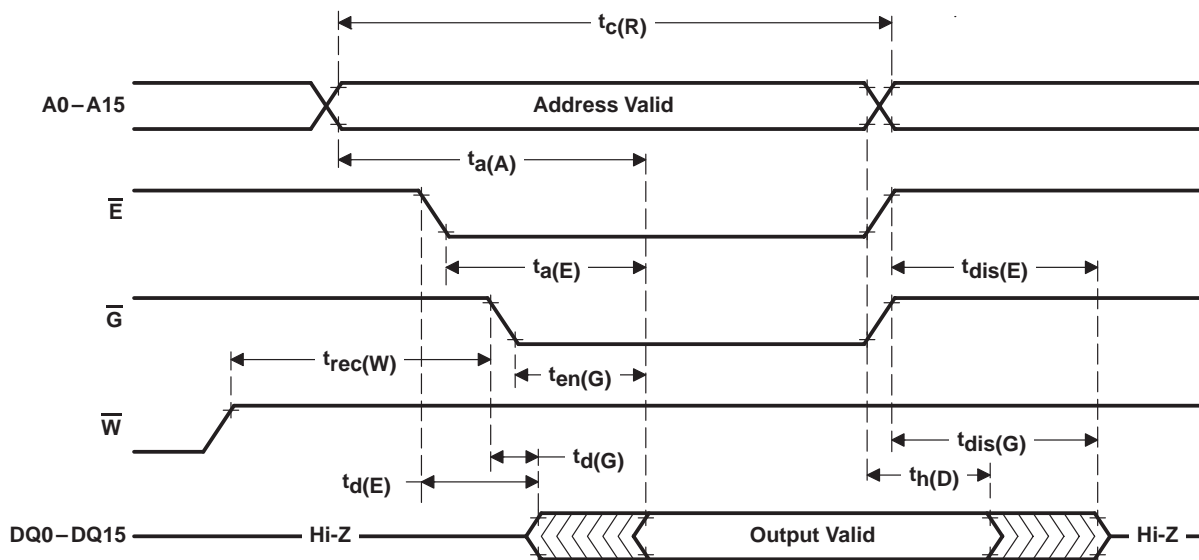 tc(R)
A0–A15
Address Valid
ta(A)
E
ta(E)
tdis(E)
G
trec(W)
ten(G)
W
td(G)
tdis(G)
td(E)
th(D)
DQ0–DQ15
Hi-Z
Output Valid
Hi-Z